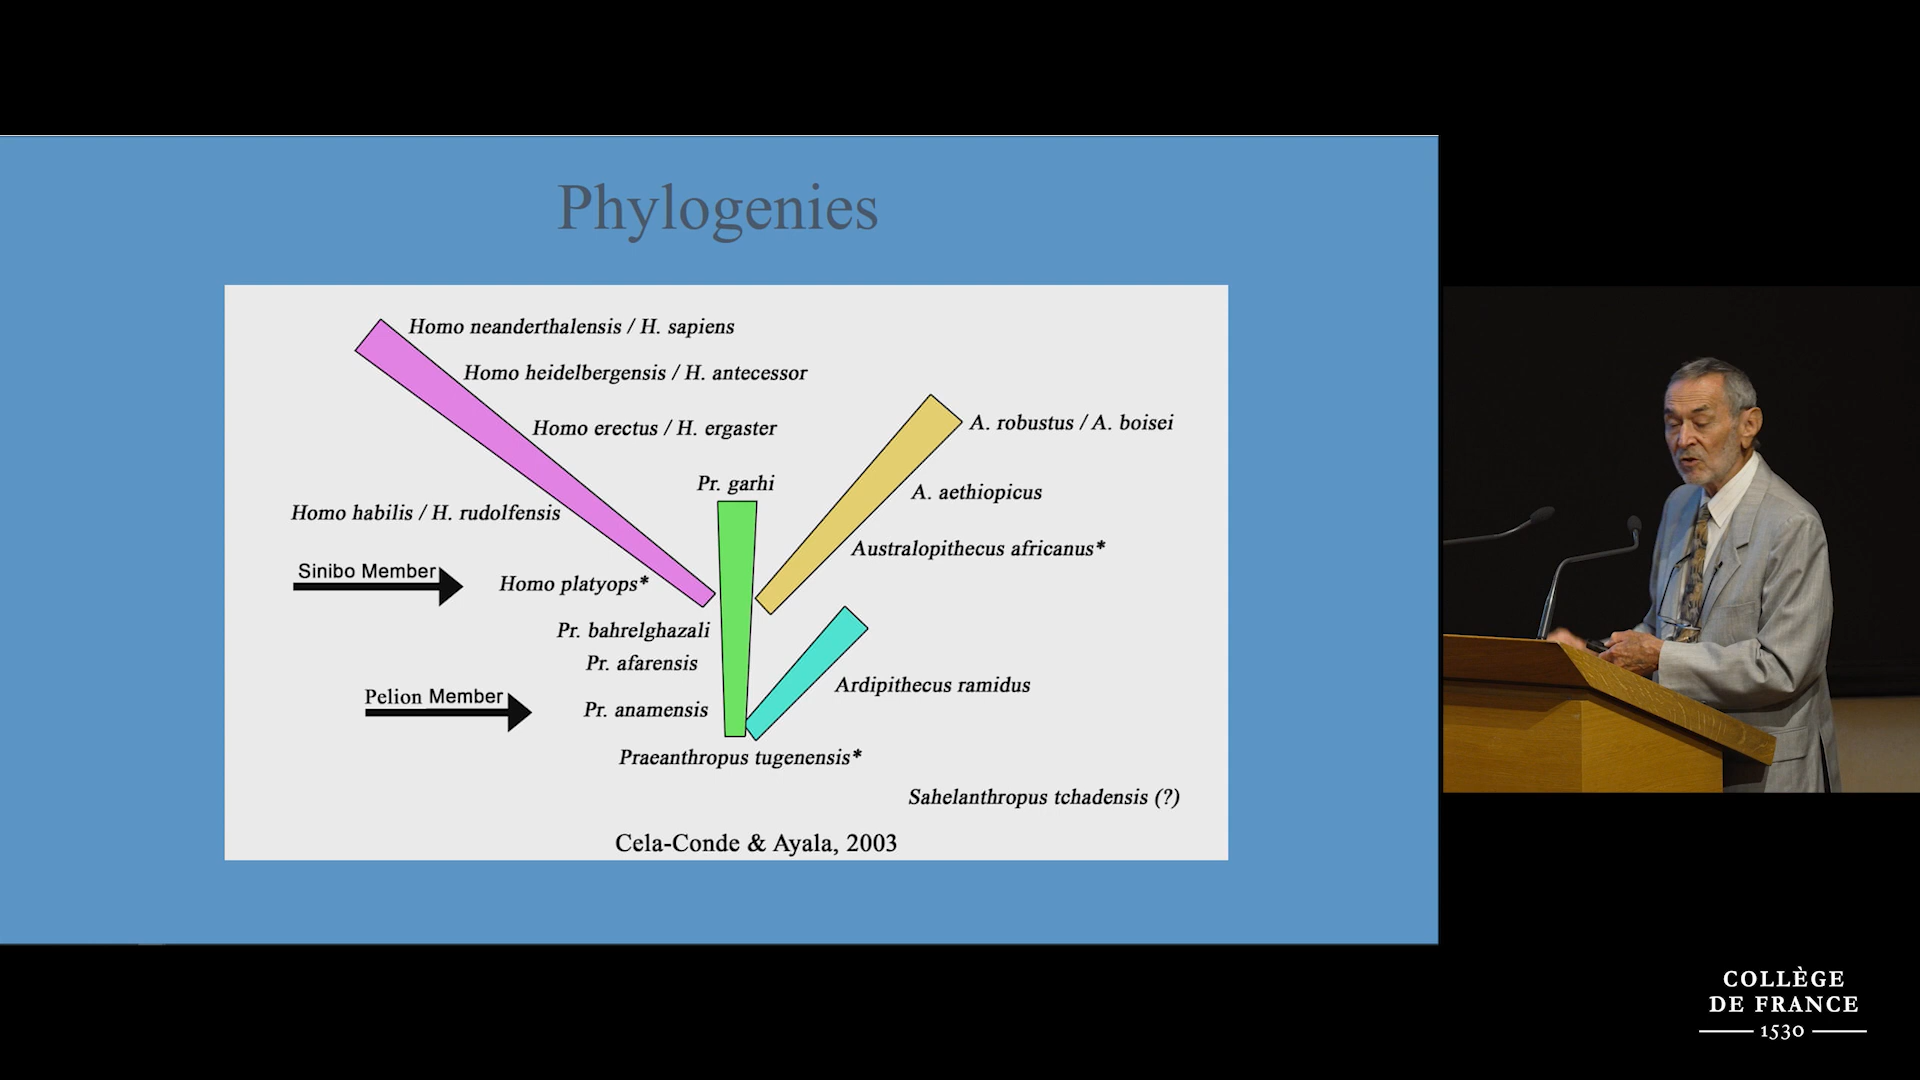 Phylogenies
Homo neanderthalensis / H. sapiens
Homo heidelbergensis / H. antecessor
A. robustus / A. boisei
Homo erectus / H. ergaster
Pr. garhi
A. aethiopicus
Homo habilis / H. rudolfensis
Australopithecus africanus*
Sinibo Member
Homo platyops*
Pr. bahrelghazali
Pr. afarensis
Ardipithecus ramidus
Pelion Member
Pr. anamensis
Praeanthropus tugenensis*
Sahelanthropus tchadensis (?)
Cela-Conde & Ayala, 2003
COLLÈGE
DE FRANCE
1530